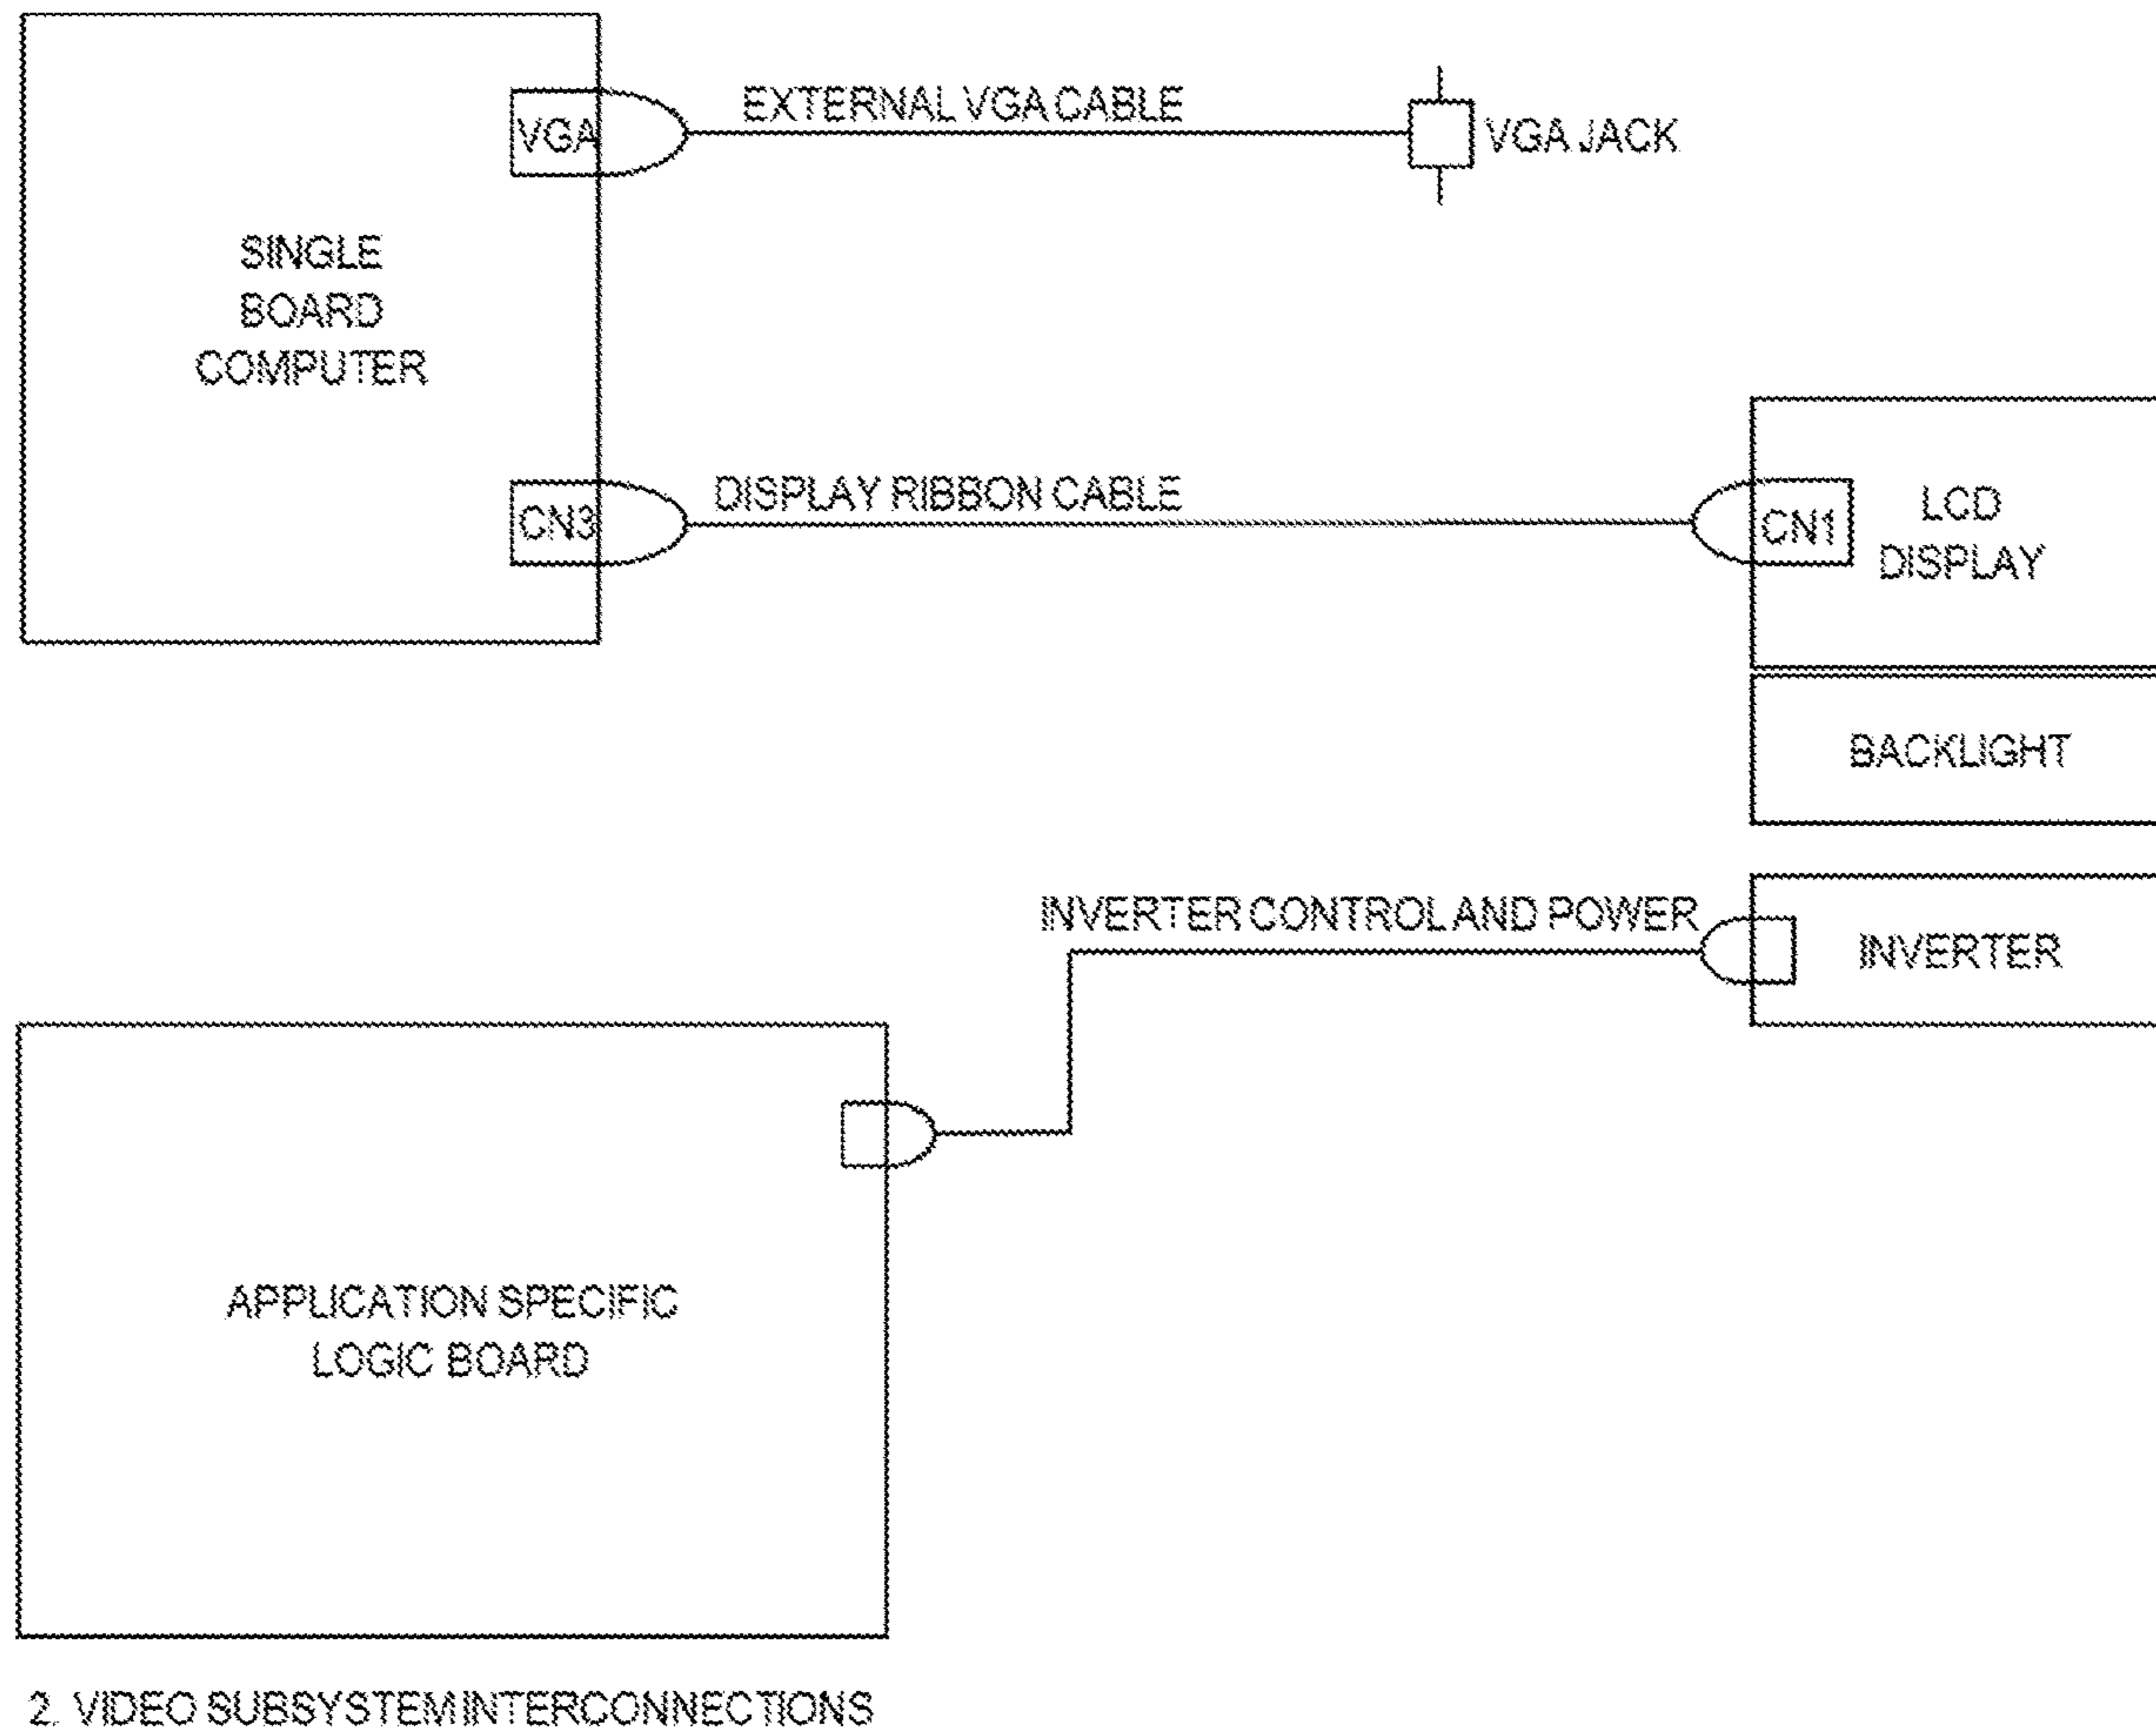 EXTERNAL VGA CABLE
VGA
VGA JACK
SINGLE
BOARD
COMPUTER
DISPLAY RIBBON CABLE
CN3
CN1
LCD
DISPLAY
BACKLIGHT
INVERTER CONTROL AND POWER
INVERTER
APPLICATION SPECIFIC
LOGIC BOARD
2. VIDEO SUBSYSTEM INTERCONNECTIONS